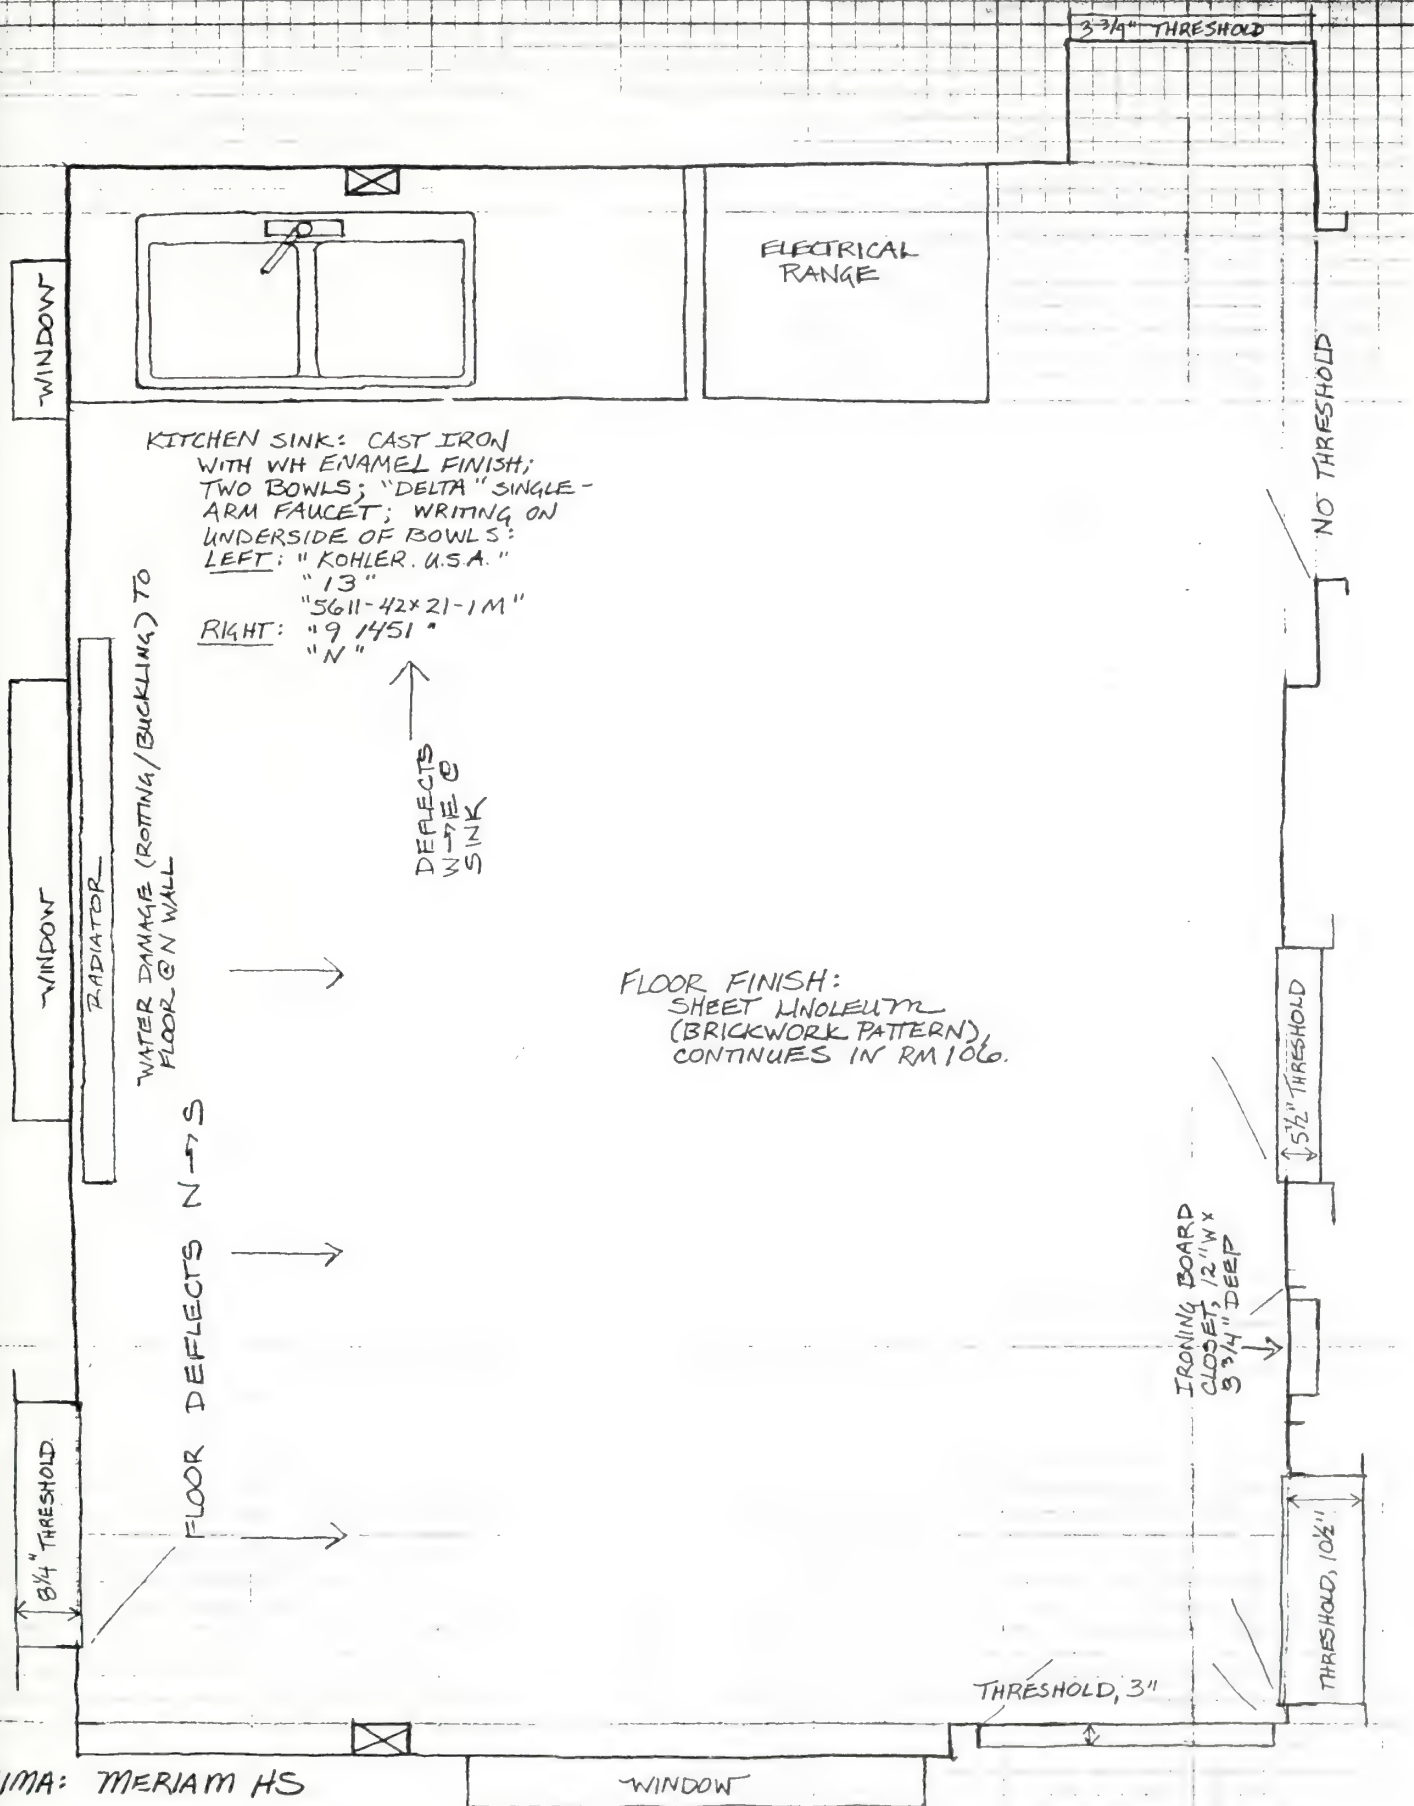 3 3/4" THRESHOLD
ELECTRICAL
RANGE
WINDOW
NO THRESHOLD
KITCHEN SINK: CAST IRON
WITH WH ENAMEL FINISH;
TWO BOWLS; "DELTA" SINGLE-
ARM FAUCET; WRITING ON
UNDERSIDE OF BOWLS:
LEFT: "KOHLER. U.S.A."
"13"
"5611-42x21-1M"
RIGHT: "9 1451"
"N"
WATER DAMAGE (ROTTING/BUCKLING) TO
FLOOR @ N WALL
DEFLECTS
W→E @
SINK
WINDOW
RADIATOR
FLOOR FINISH:
SHEET LINOLEUM
(BRICKWORK PATTERN),
CONTINUES IN RM 106.
5 1/2" THRESHOLD
FLOOR DEFLECTS N→S
IRONING BOARD
CLOSET, 12" W x
3 3/4" DEEP
8 1/4" THRESHOLD.
THRESHOLD, 10 1/2"
THRESHOLD, 3"
WINDOW
IMA: MERIAM HS